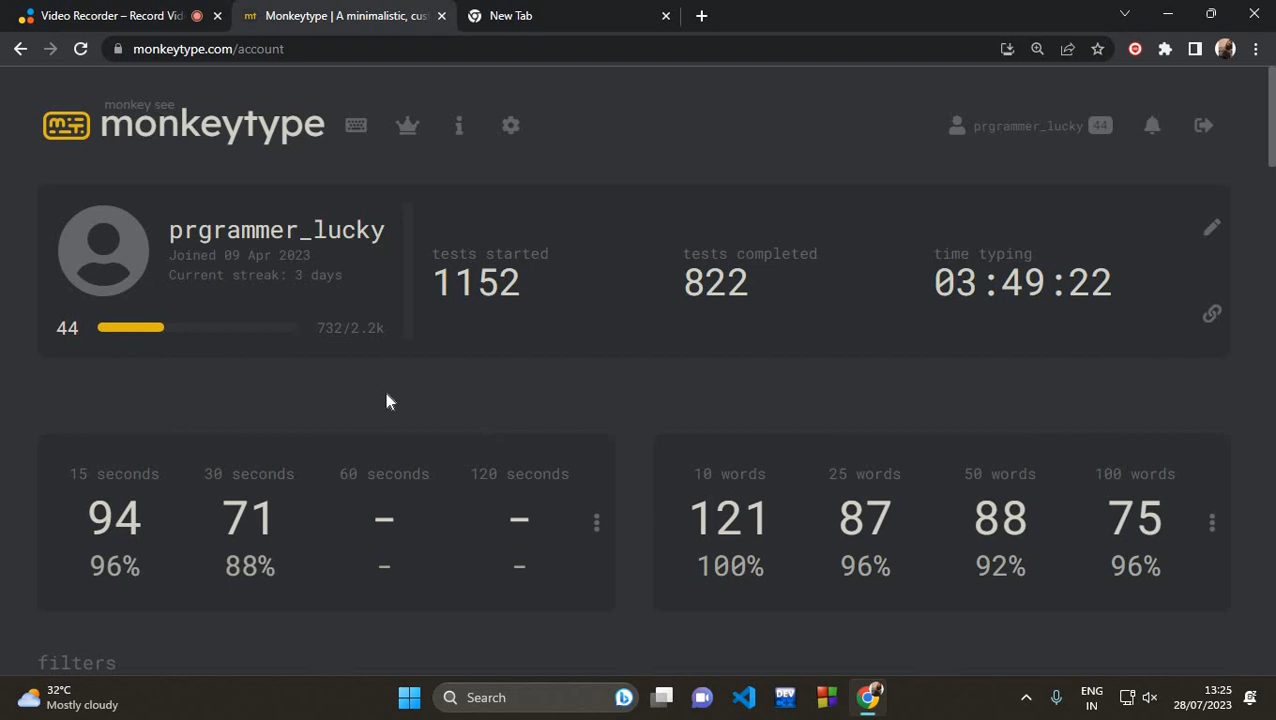 Video Recorder – Record Vid
Monkeytype | A minimalistic, cus
New Tab
monkeytype.com/account
monkey see
monkeytype
prgrammer_lucky 44
prgrammer_lucky
Joined 09 Apr 2023
Current streak: 3 days
44 732/2.2k
tests started
1152
tests completed
822
time typing
03:49:22
15 seconds 30 seconds 60 seconds 120 seconds
94 71 - -
96% 88% - -
10 words 25 words 50 words 100 words
121 87 88 75
100% 96% 92% 96%
filters
32°C
Mostly cloudy
Search
DEV
ENG
IN
13:25
28/07/2023